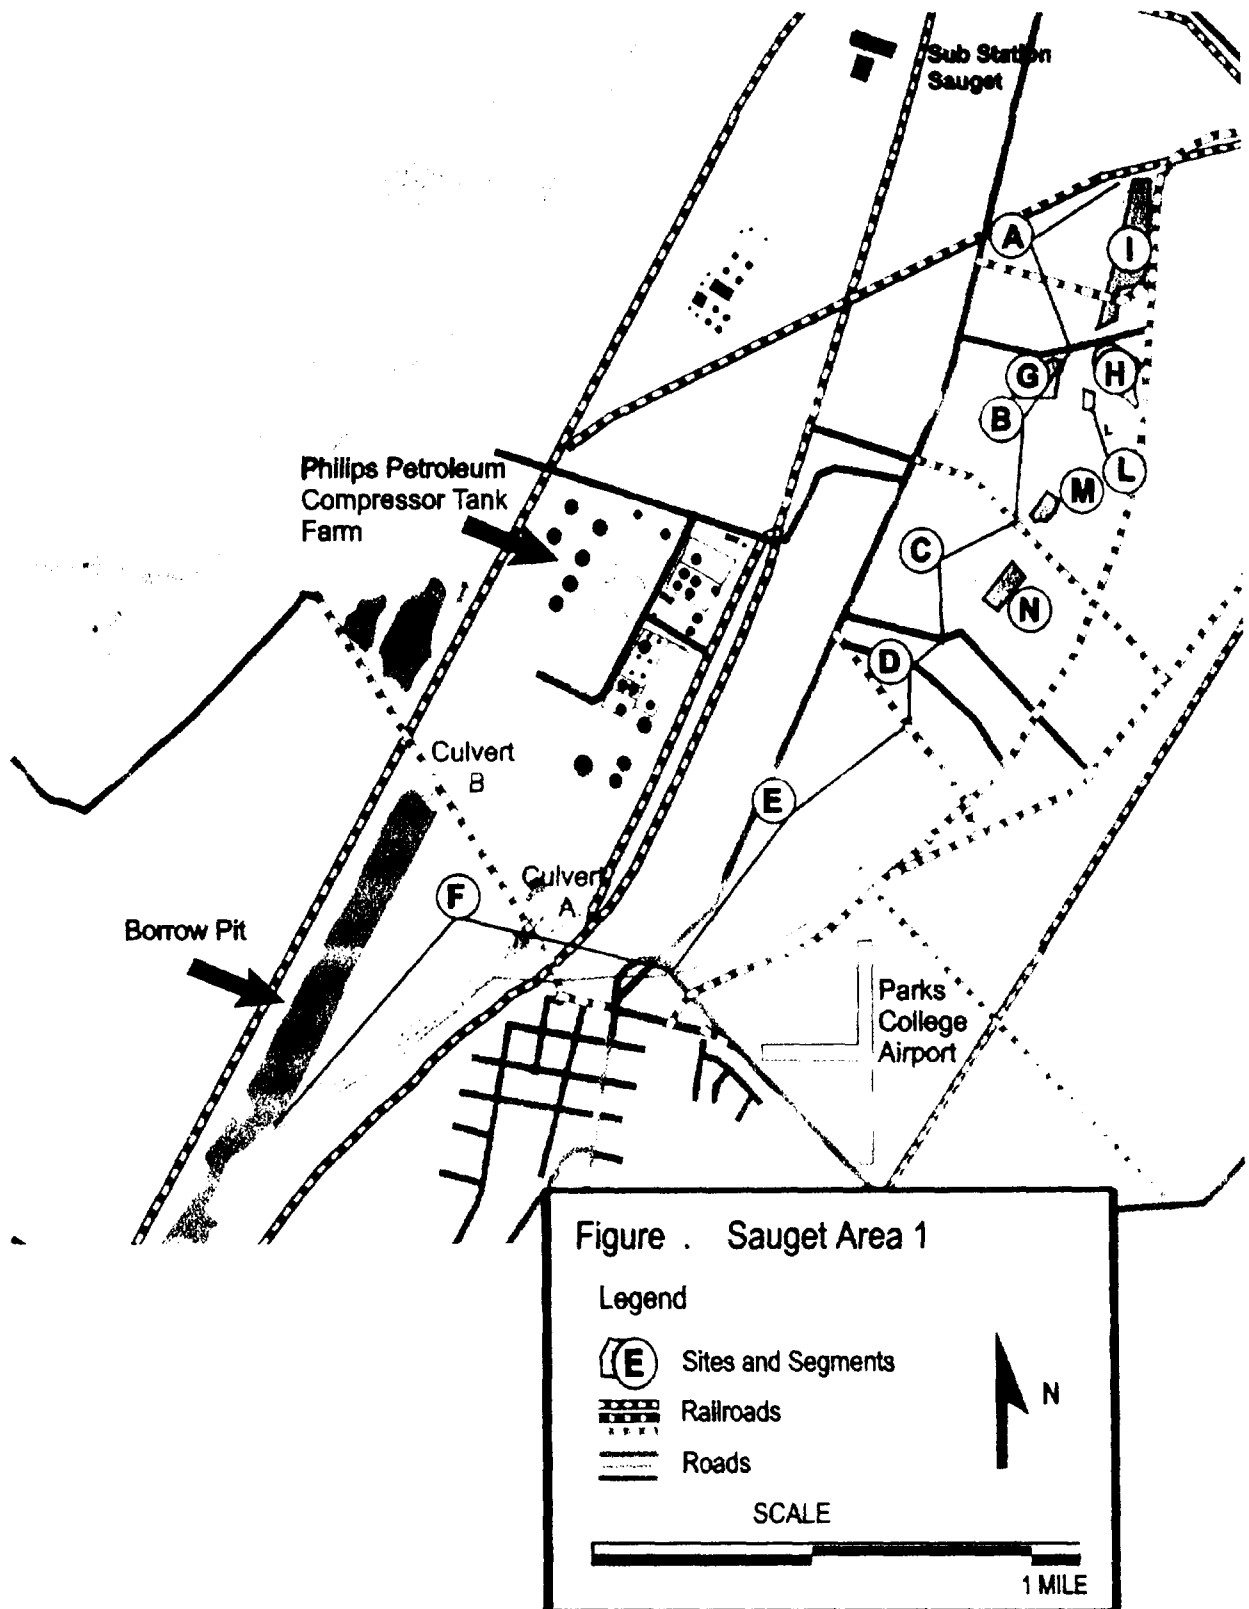 Sub Station
Sauget
A
I
G
H
B
L
L
M
Philips Petroleum
Compressor Tank
Farm
C
N
D
Culvert
B
E
Culvert
A
F
Borrow Pit
Parks
College
Airport
Figure . Sauget Area 1
Legend
E Sites and Segments
Railroads
N
Roads
SCALE
1 MILE